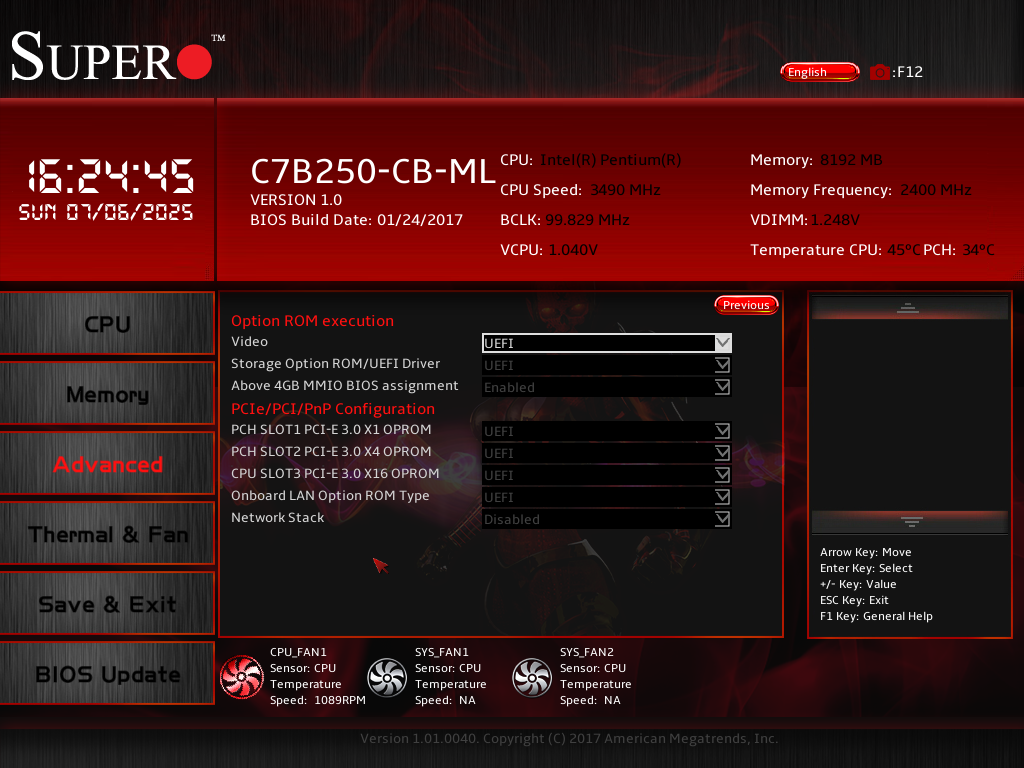 SUPER™
English :F12
16:24:45
SUN 07/06/2025
C7B250-CB-ML
VERSION 1.0
BIOS Build Date: 01/24/2017
CPU: Intel(R) Pentium(R)
CPU Speed: 3490 MHz
BCLK: 99.829 MHz
VCPU: 1.040V
Memory: 8192 MB
Memory Frequency: 2400 MHz
VDIMM: 1.248V
Temperature CPU: 45°C PCH: 34°C
CPU
Memory
Advanced
Thermal & Fan
Save & Exit
BIOS Update
Previous
Option ROM execution
Video UEFI
Storage Option ROM/UEFI Driver UEFI
Above 4GB MMIO BIOS assignment Enabled
PCIe/PCI/PnP Configuration
PCH SLOT1 PCI-E 3.0 X1 OPROM UEFI
PCH SLOT2 PCI-E 3.0 X4 OPROM UEFI
CPU SLOT3 PCI-E 3.0 X16 OPROM UEFI
Onboard LAN Option ROM Type UEFI
Network Stack Disabled
Arrow Key: Move
Enter Key: Select
+/- Key: Value
ESC Key: Exit
F1 Key: General Help
CPU_FAN1
Sensor: CPU
Temperature
Speed: 1089RPM
SYS_FAN1
Sensor: CPU
Temperature
Speed: NA
SYS_FAN2
Sensor: CPU
Temperature
Speed: NA
Version 1.01.0040. Copyright (C) 2017 American Megatrends, Inc.